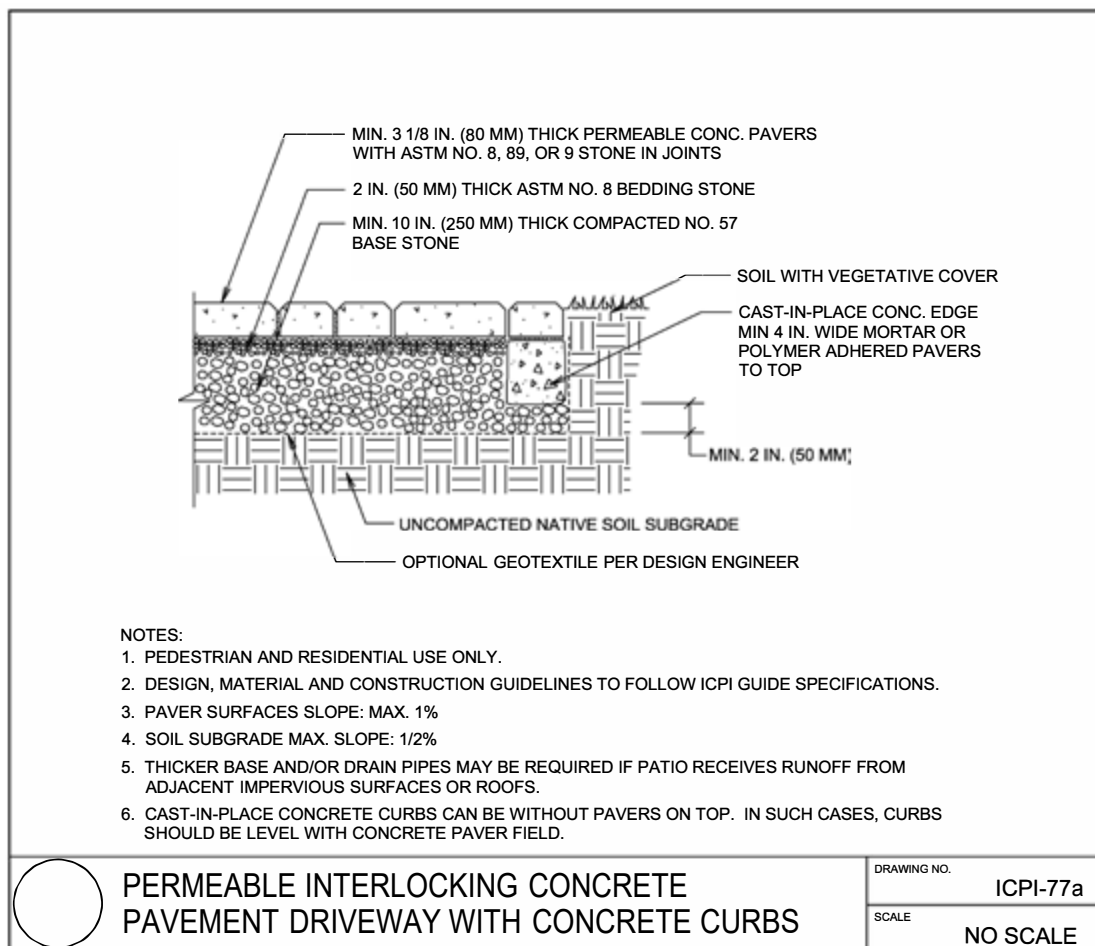 MIN. 3 1/8 IN. (80 MM) THICK PERMEABLE CONC. PAVERS
WITH ASTM NO. 8, 89, OR 9 STONE IN JOINTS
2 IN. (50 MM) THICK ASTM NO. 8 BEDDING STONE
MIN. 10 IN. (250 MM) THICK COMPACTED NO. 57
BASE STONE
SOIL WITH VEGETATIVE COVER
CAST-IN-PLACE CONC. EDGE
MIN 4 IN. WIDE MORTAR OR
POLYMER ADHERED PAVERS
TO TOP
MIN. 2 IN. (50 MM)
UNCOMPACTED NATIVE SOIL SUBGRADE
OPTIONAL GEOTEXTILE PER DESIGN ENGINEER
NOTES:
1. PEDESTRIAN AND RESIDENTIAL USE ONLY.
2. DESIGN, MATERIAL AND CONSTRUCTION GUIDELINES TO FOLLOW ICPI GUIDE SPECIFICATIONS.
3. PAVER SURFACES SLOPE: MAX. 1%
4. SOIL SUBGRADE MAX. SLOPE: 1/2%
5. THICKER BASE AND/OR DRAIN PIPES MAY BE REQUIRED IF PATIO RECEIVES RUNOFF FROM
ADJACENT IMPERVIOUS SURFACES OR ROOFS.
6. CAST-IN-PLACE CONCRETE CURBS CAN BE WITHOUT PAVERS ON TOP. IN SUCH CASES, CURBS
SHOULD BE LEVEL WITH CONCRETE PAVER FIELD.
PERMEABLE INTERLOCKING CONCRETE
PAVEMENT DRIVEWAY WITH CONCRETE CURBS
DRAWING NO.
ICPI-77a
SCALE
NO SCALE